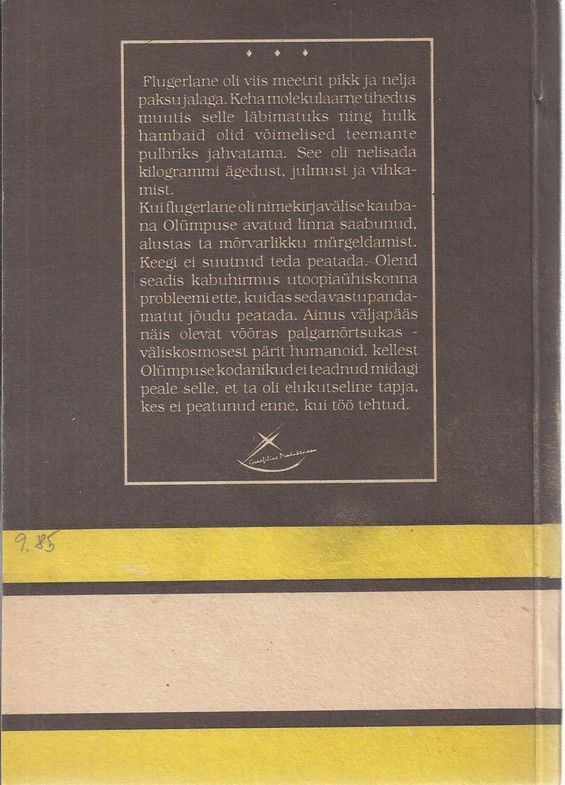 Flugerlane oli viis meetrit pikk ja nelja
paksu jalaga. Keha molekulaarne tihedus
muutis selle läbimatuks ning hulk
hambaid olid võimelised teemante
pulbriks jahvatama. See oli nelisada
kilogrammi ägedust, julmust ja vihka-
mist.
Kui flugerlane oli nimekirjavälise kauba-
na Olümpuse avatud linna saabunud,
alustas ta mõrvarlikku mürgeldamist.
Keegi ei suutnud teda peatada. Olend
seadis kabuhirmus utoopiaühiskonna
probleemi ette, kuidas seda vastupanda-
matut jõudu peatada. Ainus väljapääs
näis olevat võõras palgamõrtsukas -
väliskosmosest pärit humanoid, kellest
Olümpuse kodanikud ei teadnud midagi
peale selle, et ta oli elukutseline tapja,
kes ei peatunud enne, kui töö tehtud.
9.85